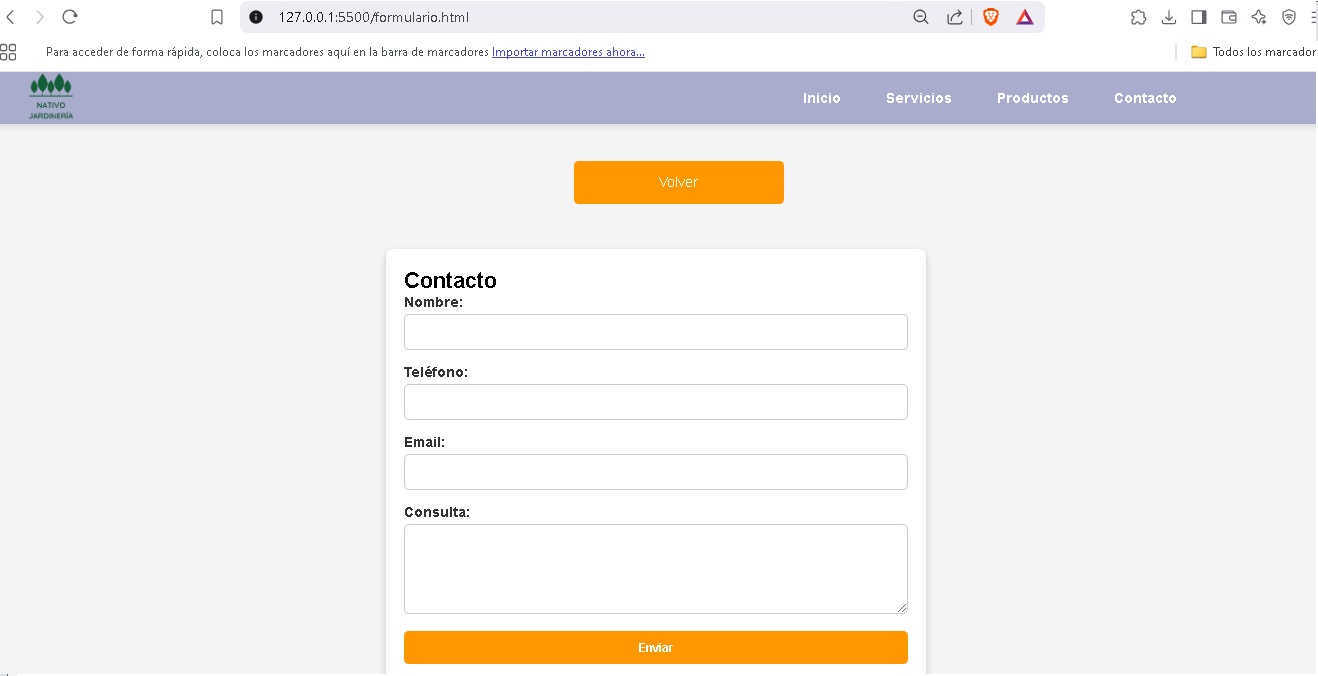 127.0.0.1:5500/formulario.html
Para acceder de forma rápida, coloca los marcadores aquí en la barra de marcadores Importar marcadores ahora...
Todos los marcador
NATIVO
JARDINERÍA
Inicio
Servicios
Productos
Contacto
Volver
Contacto
Nombre:
Teléfono:
Email:
Consulta:
Enviar